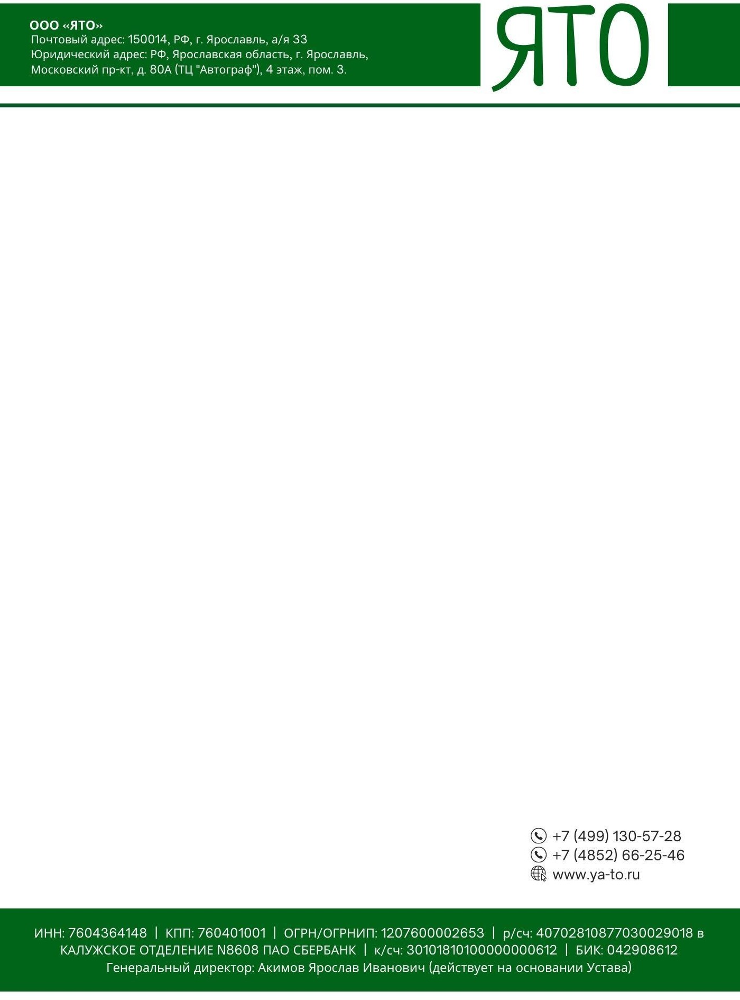 ООО «ЯТО»
Почтовый адрес: 150014, РФ, г. Ярославль, а/я 33
Юридический адрес: РФ, Ярославская область, г. Ярославль,
Московский пр-кт, д. 80А (ТЦ "Автограф"), 4 этаж, пом. 3.
ЯТО
+7 (499) 130-57-28
+7 (4852) 66-25-46
www.ya-to.ru
ИНН: 7604364148 | КПП: 760401001 | ОГРН/ОГРНИП: 1207600002653 | р/сч: 40702810877030029018 в
КАЛУЖСКОЕ ОТДЕЛЕНИЕ N8608 ПАО СБЕРБАНК | к/сч: 30101810100000000612 | БИК: 042908612
Генеральный директор: Акимов Ярослав Иванович (действует на основании Устава)